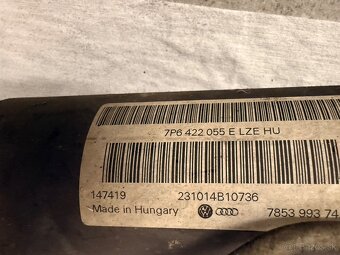 7P6 422 055 E LZE HU
147419
231014B10736
Made in Hungary
7853 993 74